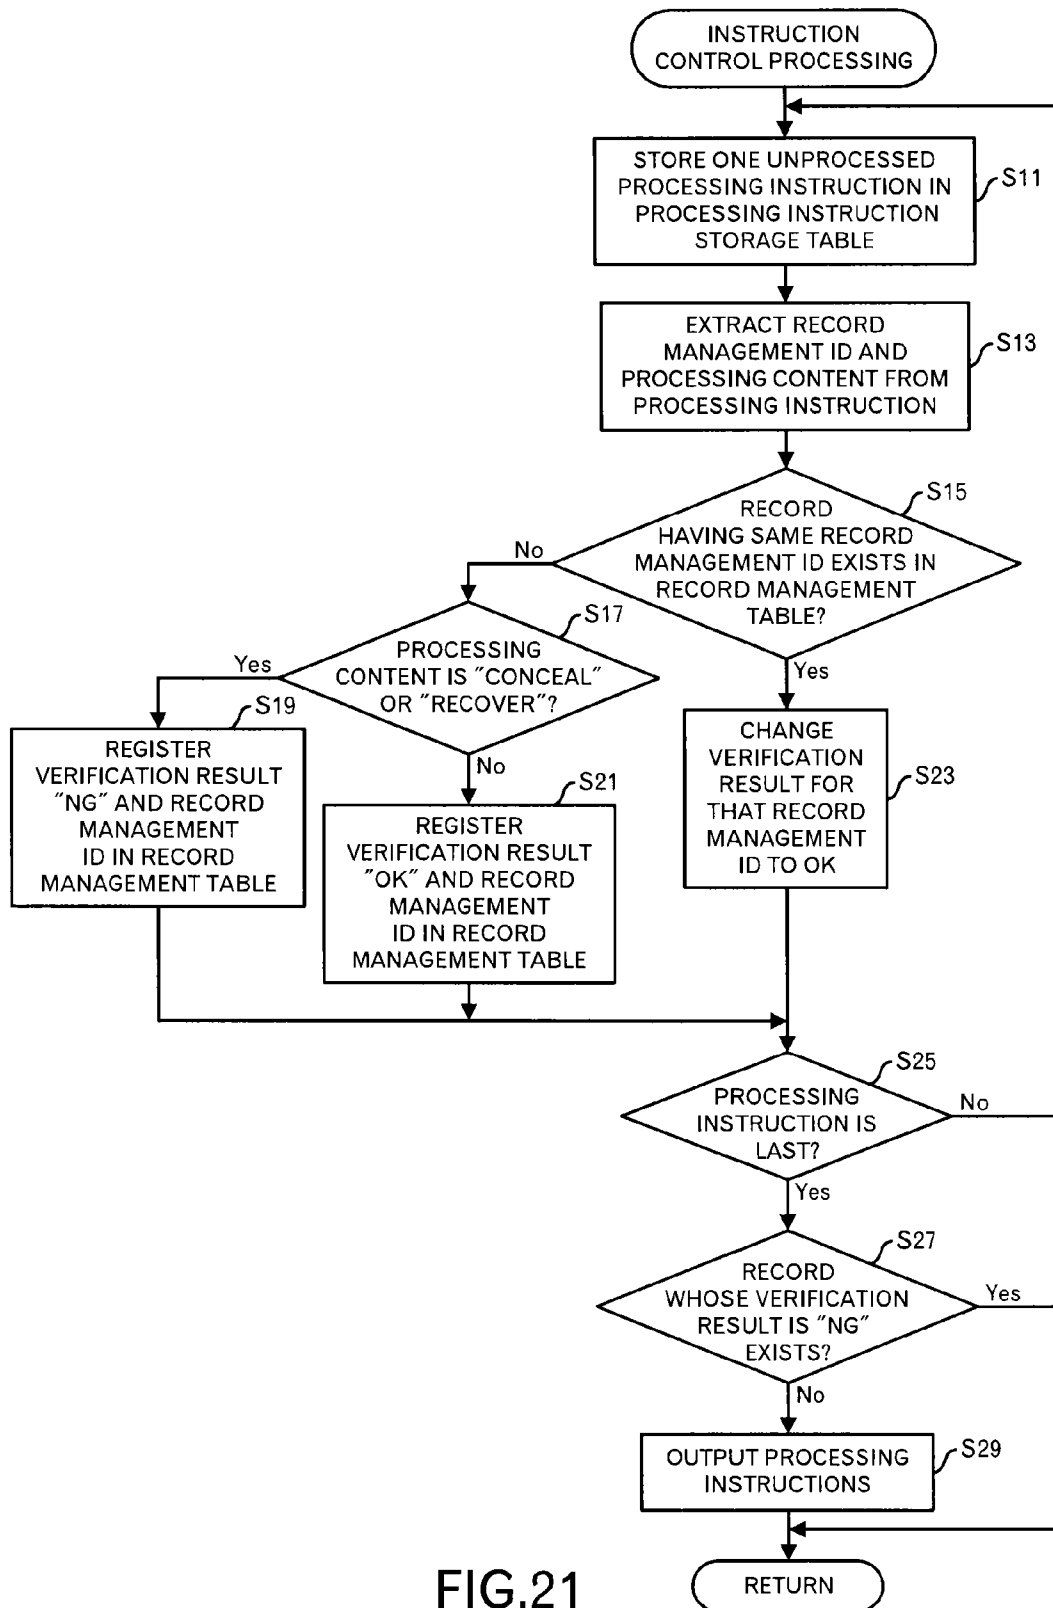 INSTRUCTION
CONTROL PROCESSING
STORE ONE UNPROCESSED
PROCESSING INSTRUCTION IN
PROCESSING INSTRUCTION
STORAGE TABLE
S11
EXTRACT RECORD
MANAGEMENT ID AND
PROCESSING CONTENT FROM
PROCESSING INSTRUCTION
S13
RECORD
HAVING SAME RECORD
MANAGEMENT ID EXISTS IN
RECORD MANAGEMENT
TABLE?
S15
No
Yes
PROCESSING
CONTENT IS "CONCEAL"
OR "RECOVER"?
S17
Yes
No
REGISTER
VERIFICATION RESULT
"NG" AND RECORD
MANAGEMENT
ID IN RECORD
MANAGEMENT TABLE
S19
REGISTER
VERIFICATION RESULT
"OK" AND RECORD
MANAGEMENT
ID IN RECORD
MANAGEMENT TABLE
S21
CHANGE
VERIFICATION
RESULT FOR
THAT RECORD
MANAGEMENT
ID TO OK
S23
PROCESSING
INSTRUCTION IS
LAST?
S25
No
Yes
RECORD
WHOSE VERIFICATION
RESULT IS "NG"
EXISTS?
S27
Yes
No
OUTPUT PROCESSING
INSTRUCTIONS
S29
RETURN
FIG.21